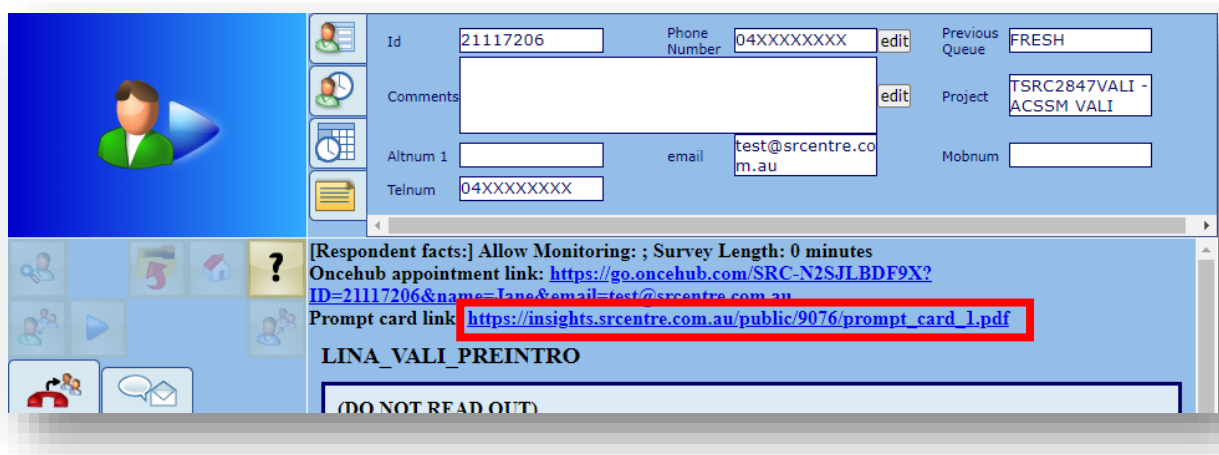 Id 21117206 Phone Number 04XXXXXXXX edit Previous Queue FRESH
Comments edit Project TSRC2847VALI - ACSSM VALI
Altnum 1 email test@srcentre.co
m.au Mobnum
Telnum 04XXXXXXXX
[Respondent facts:] Allow Monitoring: ; Survey Length: 0 minutes
Oncehub appointment link: https://go.oncehub.com/SRC-N2SJLBDF9X?
ID=21117206&name=Jane&email=test@srcentre.com.au
Prompt card link https://insights.srcentre.com.au/public/9076/prompt_card_1.pdf
LINA_VALI_PREINTRO
(DO NOT READ OUT)
?
5